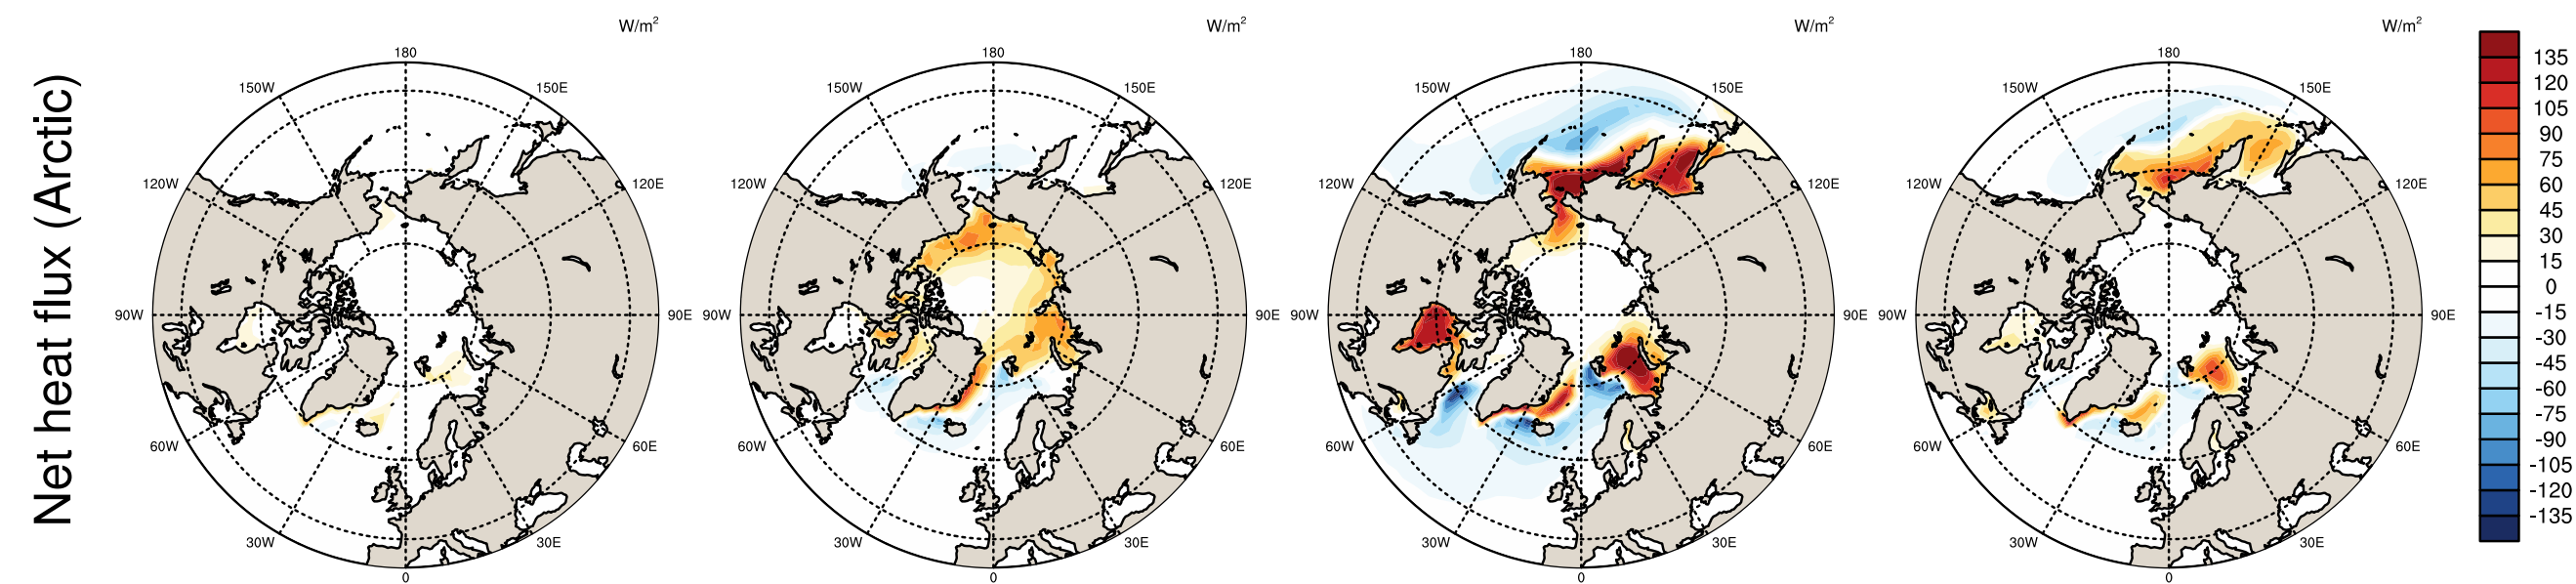 Net heat flux (Arctic)
W/m²
180
150W
150E
120W
120E
90W
90E
60W
60E
30W
30E
0
W/m²
180
150W
150E
120W
120E
90W
90E
60W
60E
30W
30E
0
W/m²
180
150W
150E
120W
120E
90W
90E
60W
60E
30W
30E
0
W/m²
180
150W
150E
120W
120E
90W
90E
60W
60E
30W
30E
0
135
120
105
90
75
60
45
30
15
0
-15
-30
-45
-60
-75
-90
-105
-120
-135